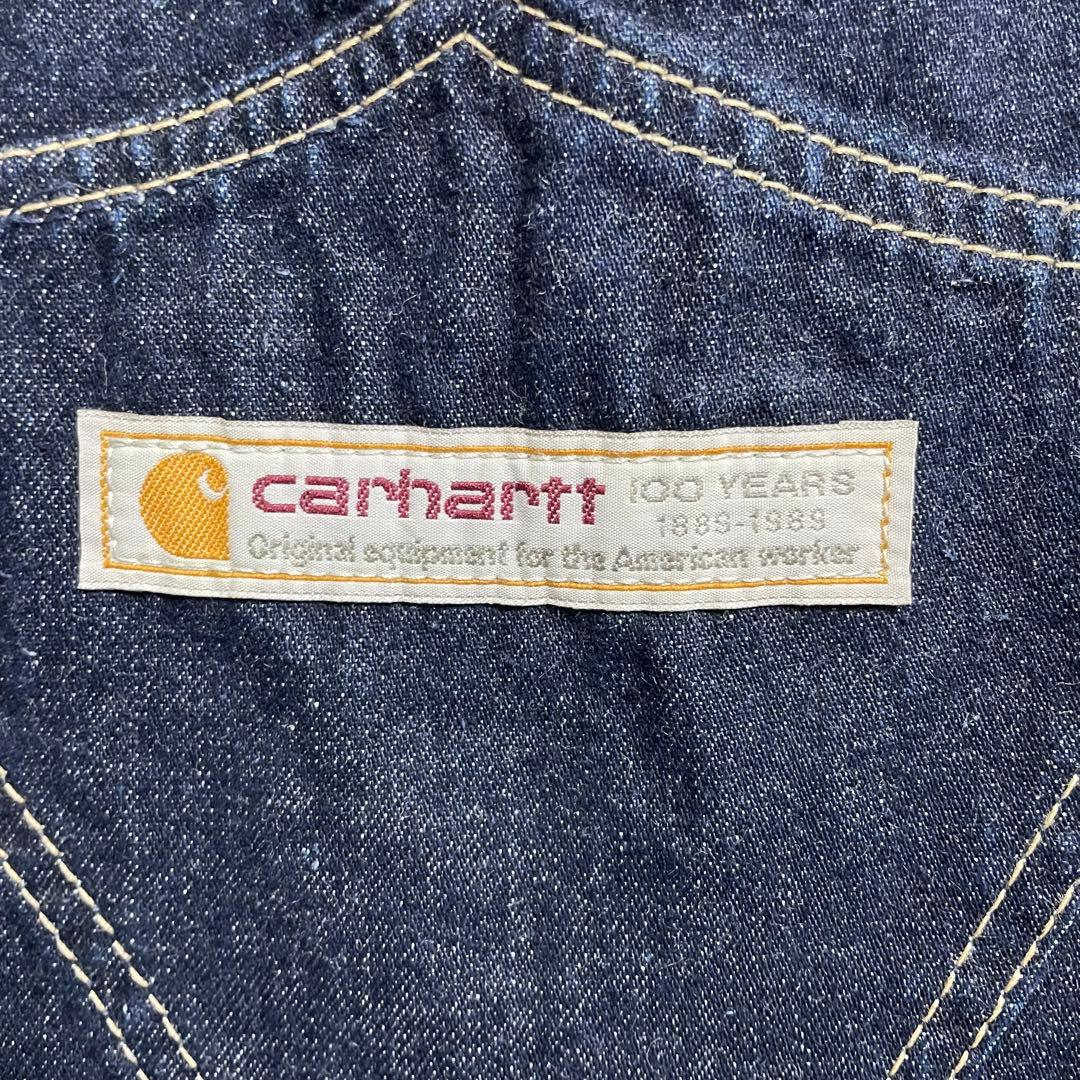 carhartt 100 YEARS
1889-1989
Original equipment for the American worker